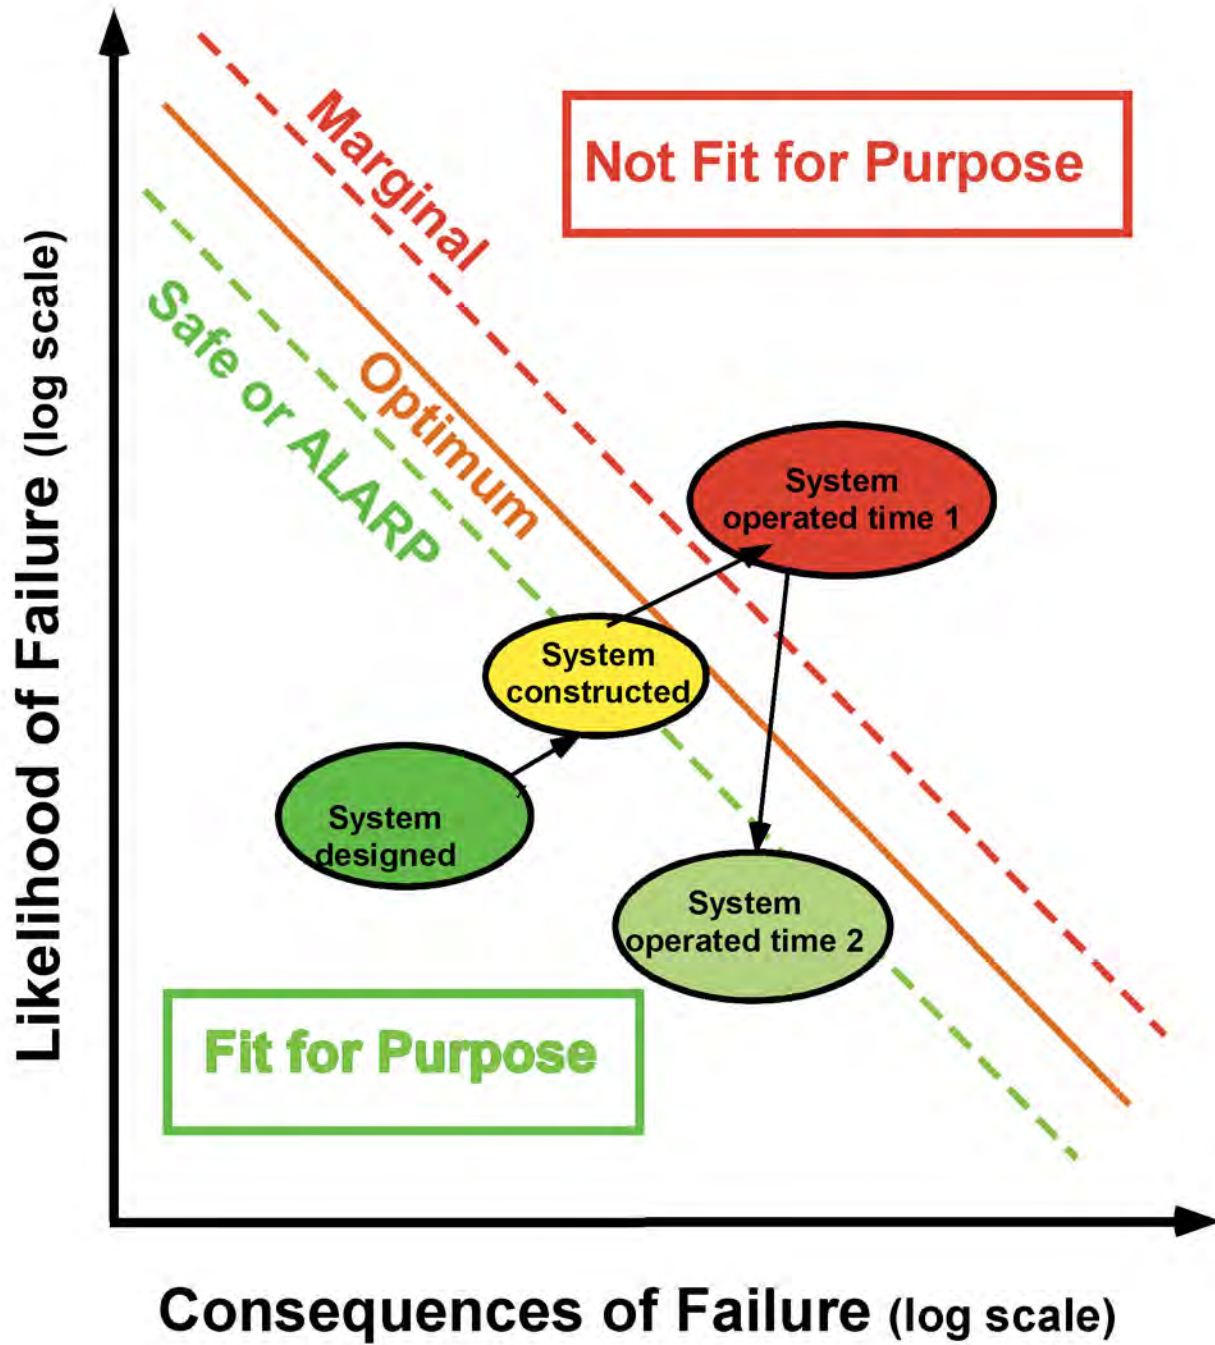 Marginal
Not Fit for Purpose
Safe or ALARP
Optimum
System
operated time 1
System
constructed
System
designed
System
operated time 2
Fit for Purpose
Likelihood of Failure (log scale)
Consequences of Failure (log scale)